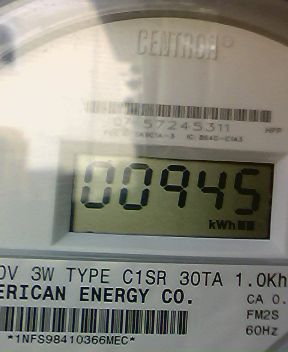 CENTRON®
57245311
HPP
00945
kWh
0V 3W TYPE C1SR 30TA 1.0Kh
ERICAN ENERGY CO.
CA 0.
FM2S
60Hz
*1NFS98410366MEC*